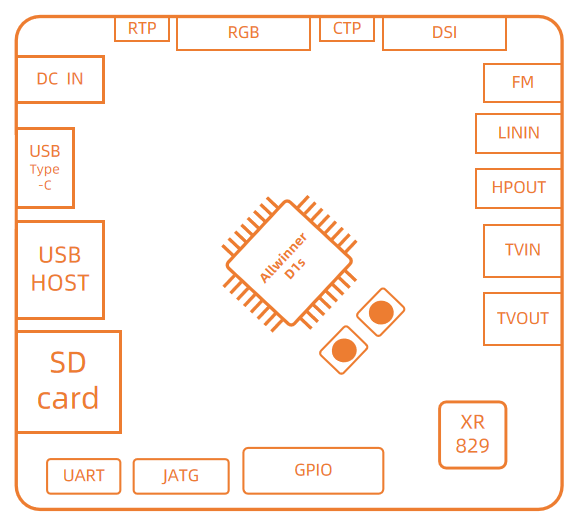 RTP
RGB
CTP
DSI
DC IN
FM
USB
Type
-C
LININ
HPOUT
USB
HOST
TVIN
Allwinner
D1s
TVOUT
SD
card
XR
829
UART
JATG
GPIO